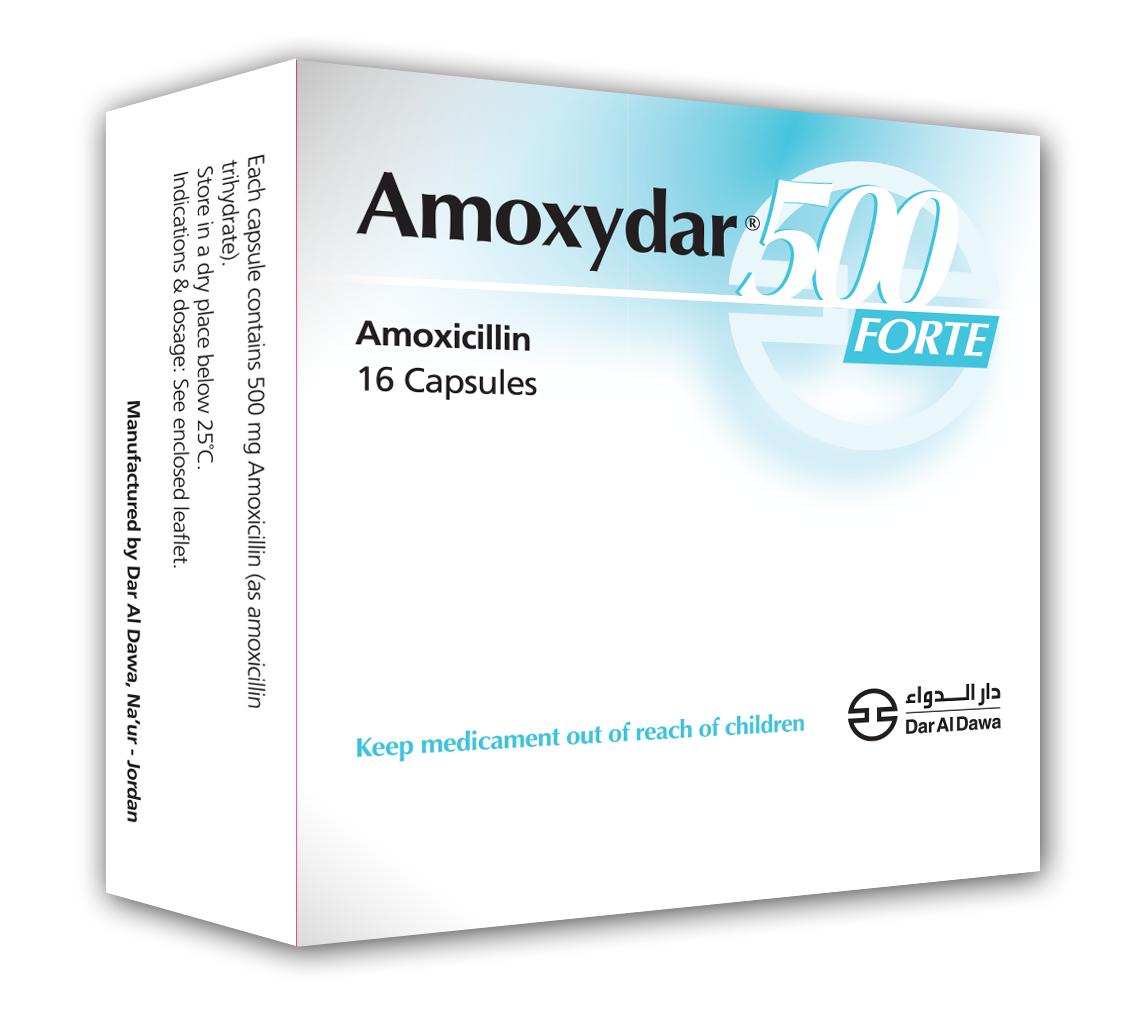 Amoxydar® 500
FORTE
Amoxicillin
16 Capsules
Keep medicament out of reach of children
دار الدواء
Dar Al Dawa
Each capsule contains 500 mg Amoxicillin (as amoxicillin
trihydrate).
Store in a dry place below 25°C.
Indications & dosage: See enclosed leaflet.
Manufactured by Dar Al Dawa, Na'ur - Jordan